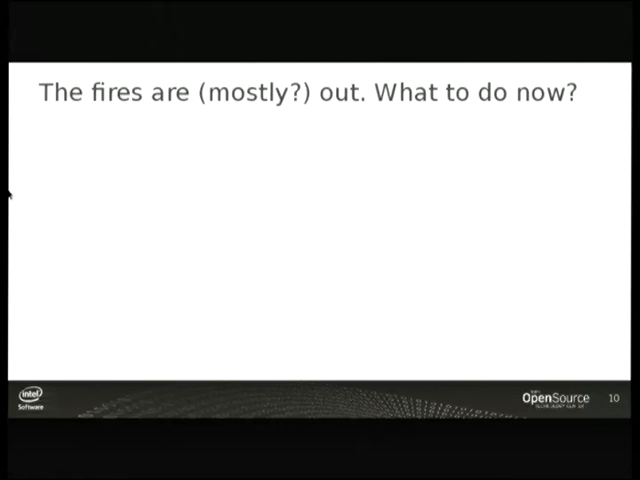 The fires are (mostly?) out. What to do now?
intel
Software
OpenSource
10